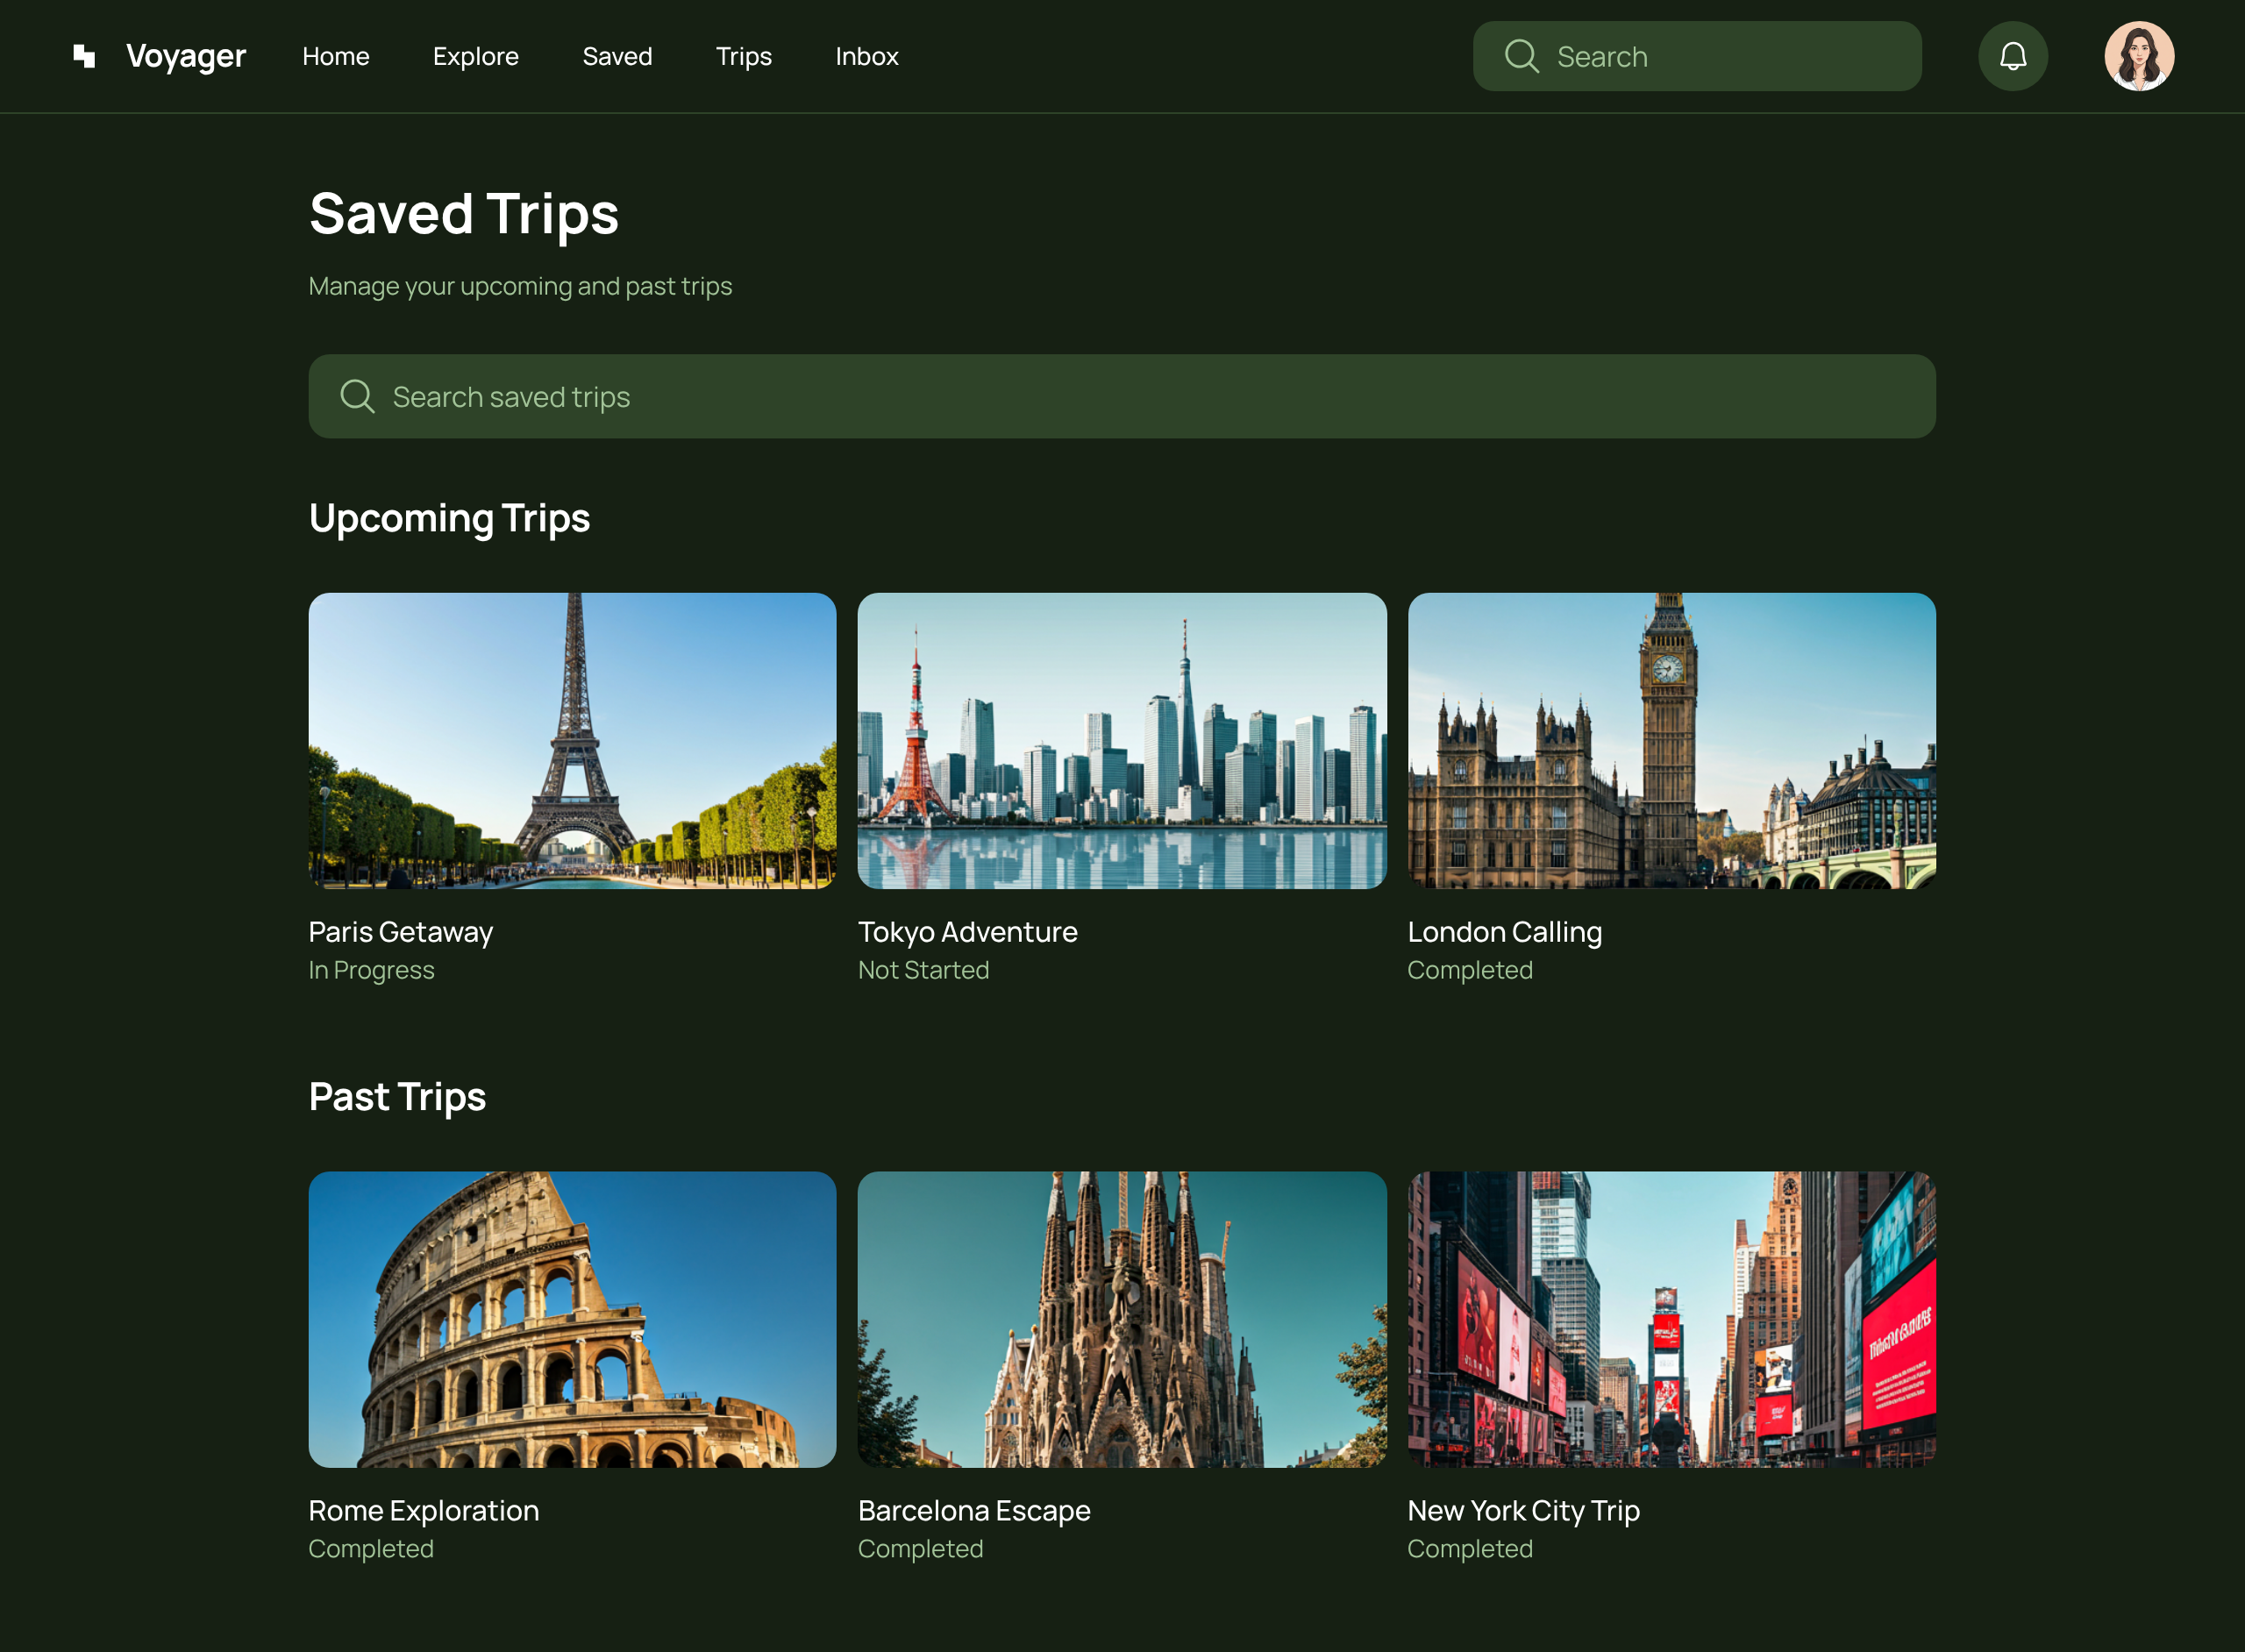 Voyager
Home
Explore
Saved
Trips
Inbox
Search
Saved Trips
Manage your upcoming and past trips
Search saved trips
Upcoming Trips
Paris Getaway
In Progress
Tokyo Adventure
Not Started
London Calling
Completed
Past Trips
Rome Exploration
Completed
Barcelona Escape
Completed
New York City Trip
Completed